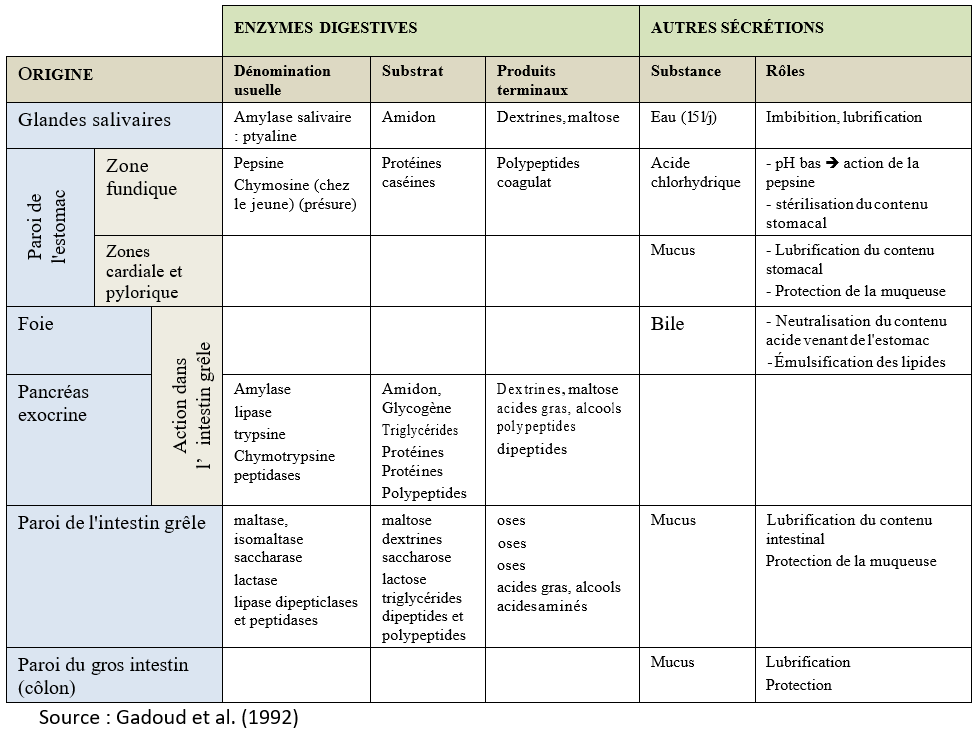 ENZYMES DIGESTIVES
AUTRES SÉCRÉTIONS
ORIGINE
Dénomination
usuelle
Substrat
Produits
terminaux
Substance
Rôles
Glandes salivaires
Amylase salivaire
: ptyaline
Amidon
Dextrines, maltose
Eau (15l/j)
Imbibition, lubrification
Paroi de
l'estomac
Zone
fundique
Pepsine
Chymosine (chez
le jeune) (présure)
Protéines
caséines
Polypeptides
coagulat
Acide
chlorhydrique
- pH bas ➔ action de la
pepsine
- stérilisation du contenu
stomacal
Zones
cardiale et
pylorique
Mucus
- Lubrification du contenu
stomacal
- Protection de la muqueuse
Foie
Action dans
l' intestin grêle
Bile
- Neutralisation du contenu
acide venant de l'estomac
- Émulsification des lipides
Pancréas
exocrine
Amylase
lipase
trypsine
Chymotrypsine
peptidases
Amidon,
Glycogène
Triglycérides
Protéines
Protéines
Polypeptides
Dextrines, maltose
acides gras, alcools
polypeptides
dipeptides
Paroi de l'intestin grêle
maltase,
isomaltase
saccharase
lactase
lipase dipepticlases
et peptidases
maltose
dextrines
saccharose
lactose
triglycérides
dipeptides et
polypeptides
oses
oses
oses
acides gras, alcools
acides aminés
Mucus
Lubrification du contenu
intestinal
Protection de la muqueuse
Paroi du gros intestin
(côlon)
Mucus
Lubrification
Protection
Source : Gadoud et al. (1992)